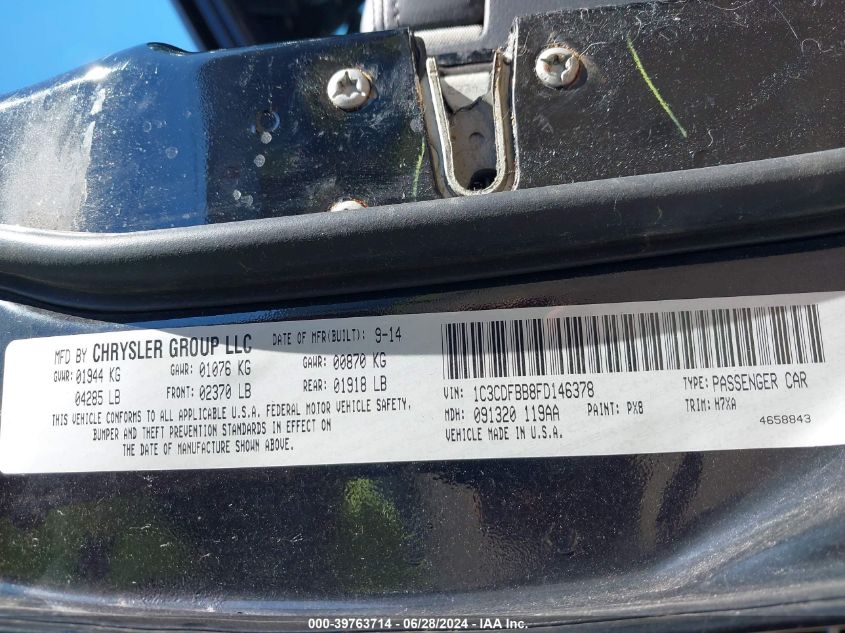 MFD BY CHRYSLER GROUP LLC DATE OF MFR(BUILT): 9-14
GVWR: 01944 KG GAWR: 01076 KG GAWR: 00870 KG
04285 LB FRONT: 02370 LB REAR: 01918 LB
THIS VEHICLE CONFORMS TO ALL APPLICABLE U.S.A. FEDERAL MOTOR VEHICLE SAFETY,
BUMPER AND THEFT PREVENTION STANDARDS IN EFFECT ON
THE DATE OF MANUFACTURE SHOWN ABOVE.
VIN: 1C3CDFBB8FD146378 TYPE: PASSENGER CAR
MDH: 091320 119AA PAINT: PX8 TRIM: H7XA
VEHICLE MADE IN U.S.A. 4658843
000-39763714 - 06/28/2024 - IAA Inc.